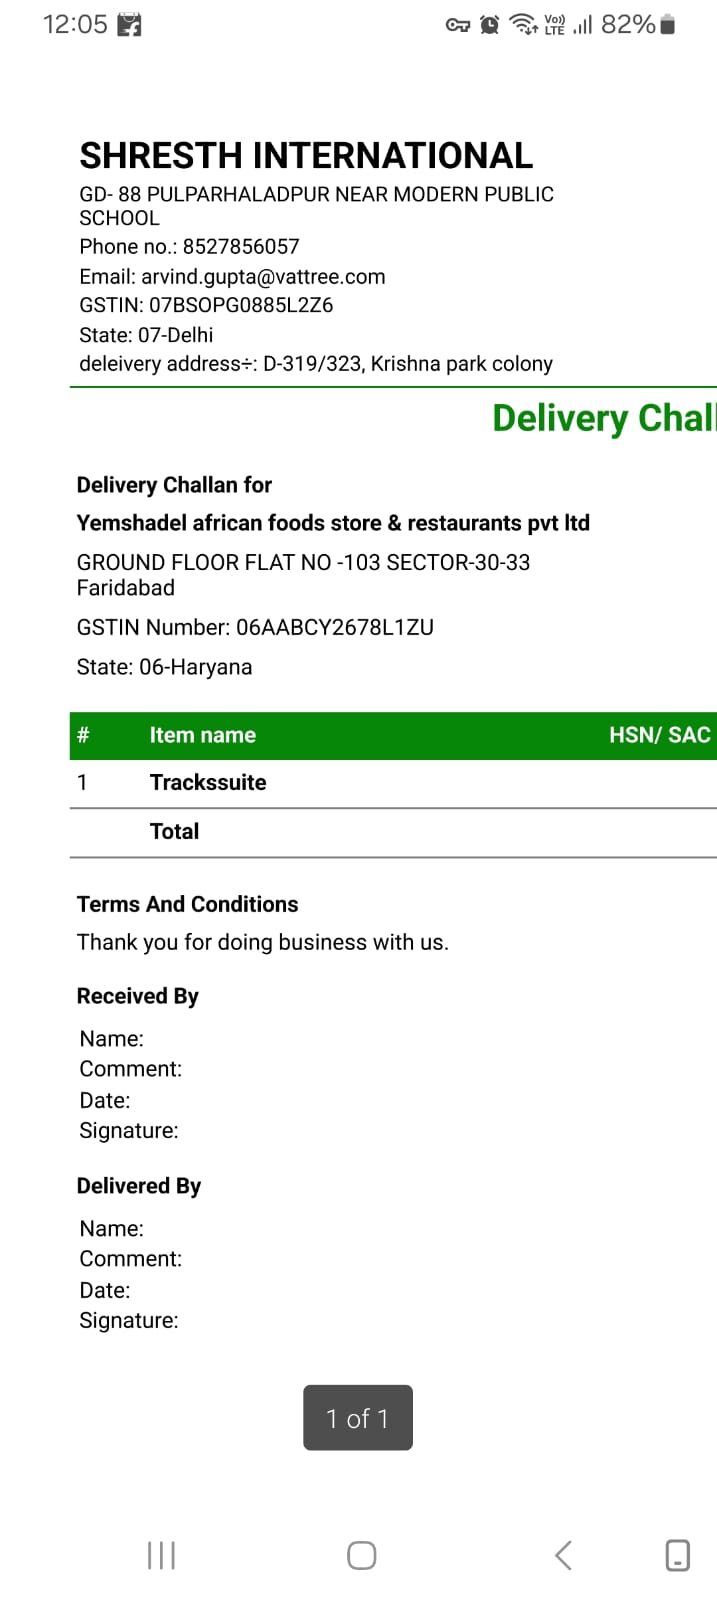 12:05
Vo)) LTE 82%
SHRESTH INTERNATIONAL
GD- 88 PULPARHALADPUR NEAR MODERN PUBLIC
SCHOOL
Phone no.: 8527856057
Email: arvind.gupta@vattree.com
GSTIN: 07BSOPG0885L2Z6
State: 07-Delhi
deleivery address÷: D-319/323, Krishna park colony
Delivery Chall
Delivery Challan for
Yemshadel african foods store & restaurants pvt ltd
GROUND FLOOR FLAT NO -103 SECTOR-30-33
Faridabad
GSTIN Number: 06AABCY2678L1ZU
State: 06-Haryana
# Item name HSN/ SAC
1 Trackssuite
Total
Terms And Conditions
Thank you for doing business with us.
Received By
Name:
Comment:
Date:
Signature:
Delivered By
Name:
Comment:
Date:
Signature:
1 of 1